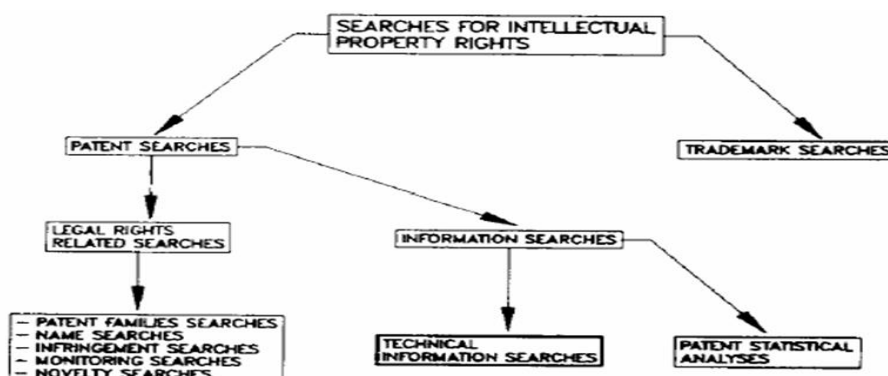 SEARCHES FOR INTELLECTUAL
PROPERTY RIGHTS
PATENT SEARCHES
TRADEMARK SEARCHES
LEGAL RIGHTS
RELATED SEARCHES
INFORMATION SEARCHES
– PATENT FAMILIES SEARCHES
– NAME SEARCHES
– INFRINGEMENT SEARCHES
– MONITORING SEARCHES
– NOVELTY SEARCHES
TECHNICAL
INFORMATION SEARCHES
PATENT STATISTICAL
ANALYSES